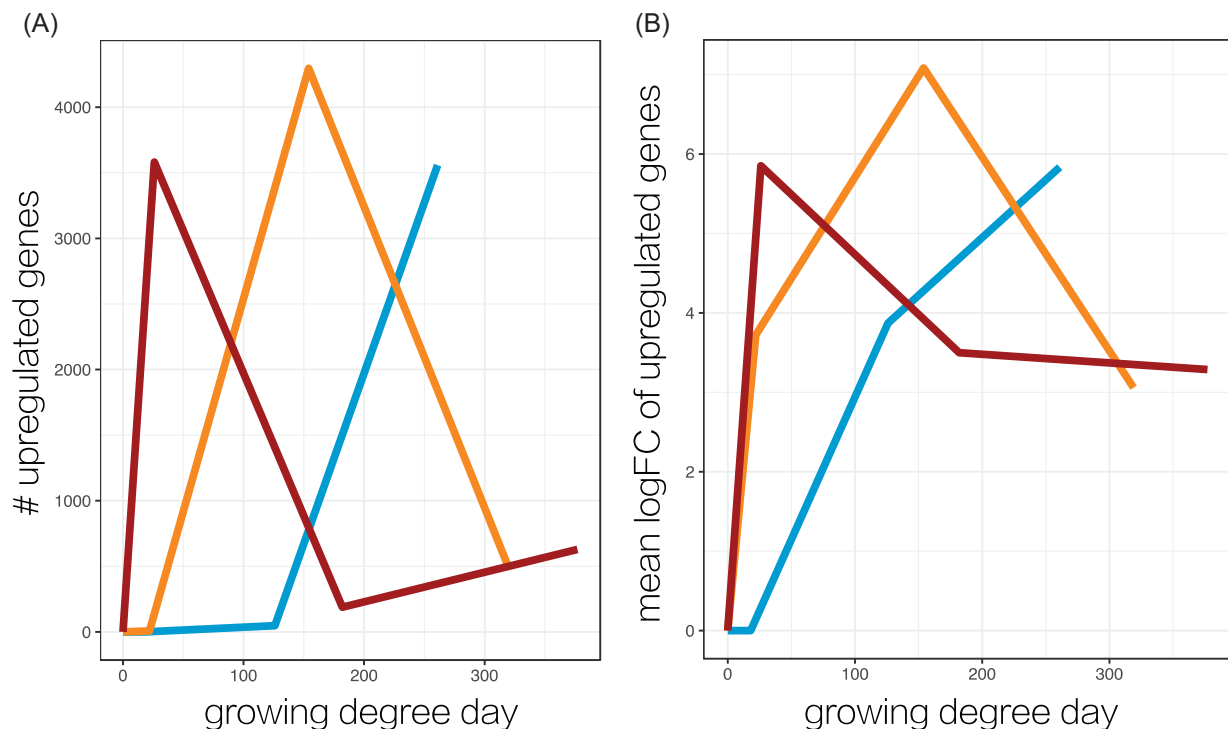 (A)
(B)
# upregulated genes
4000
3000
2000
1000
0
0 100 200 300
growing degree day
mean logFC of upregulated genes
6
4
2
0
0 100 200 300
growing degree day